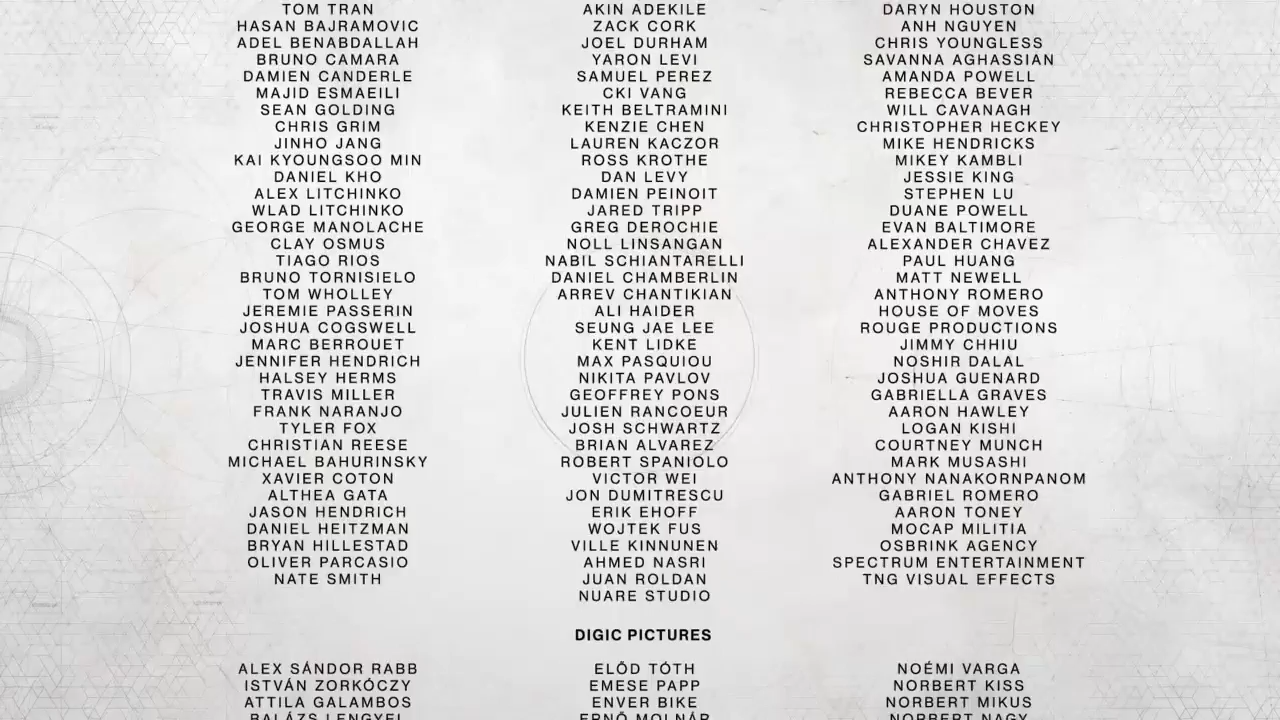 TOM TRAN
HASAN BAJRAMOVIC
ADEL BENABDALLAH
BRUNO CAMARA
DAMIEN CANDERLE
MAJID ESMAEILI
SEAN GOLDING
CHRIS GRIM
JINHO JANG
KAI KYOUNGSOO MIN
DANIEL KHO
ALEX LITCHINKO
WLAD LITCHINKO
GEORGE MANOLACHE
CLAY OSMUS
TIAGO RIOS
BRUNO TORNISIELO
TOM WHOLLEY
JEREMIE PASSERIN
JOSHUA COGSWELL
MARC BERROUET
JENNIFER HENDRICH
HALSEY HERMS
TRAVIS MILLER
FRANK NARANJO
TYLER FOX
CHRISTIAN REESE
MICHAEL BAHURINSKY
XAVIER COTON
ALTHEA GATA
JASON HENDRICH
DANIEL HEITZMAN
BRYAN HILLESTAD
OLIVER PARCASIO
NATE SMITH
AKIN ADEKILE
ZACK CORK
JOEL DURHAM
YARON LEVI
SAMUEL PEREZ
CKI VANG
KEITH BELTRAMINI
KENZIE CHEN
LAUREN KACZOR
ROSS KROTHE
DAN LEVY
DAMIEN PEINOIT
JARED TRIPP
GREG DEROCHIE
NOLL LINSANGAN
NABIL SCHIANTARELLI
DANIEL CHAMBERLIN
ARREV CHANTIKIAN
ALI HAIDER
SEUNG JAE LEE
KENT LIDKE
MAX PASQUIOU
NIKITA PAVLOV
GEOFFREY PONS
JULIEN RANCOEUR
JOSH SCHWARTZ
BRIAN ALVAREZ
ROBERT SPANIOLO
VICTOR WEI
JON DUMITRESCU
ERIK EHOFF
WOJTEK FUS
VILLE KINNUNEN
AHMED NASRI
JUAN ROLDAN
NUARE STUDIO
DARYN HOUSTON
ANH NGUYEN
CHRIS YOUNGLESS
SAVANNA AGHASSIAN
AMANDA POWELL
REBECCA BEVER
WILL CAVANAGH
CHRISTOPHER HECKEY
MIKE HENDRICKS
MIKEY KAMBLI
JESSIE KING
STEPHEN LU
DUANE POWELL
EVAN BALTIMORE
ALEXANDER CHAVEZ
PAUL HUANG
MATT NEWELL
ANTHONY ROMERO
HOUSE OF MOVES
ROUGE PRODUCTIONS
JIMMY CHHIU
NOSHIR DALAL
JOSHUA GUENARD
GABRIELLA GRAVES
AARON HAWLEY
LOGAN KISHI
COURTNEY MUNCH
MARK MUSASHI
ANTHONY NANAKORNPANOM
GABRIEL ROMERO
AARON TONEY
MOCAP MILITIA
OSBRINK AGENCY
SPECTRUM ENTERTAINMENT
TNG VISUAL EFFECTS
DIGIC PICTURES
ALEX SÁNDOR RABB
ISTVÁN ZORKÓCZY
ATTILA GALAMBOS
BALÁZS LENGYEL
ELŐD TÓTH
EMESE PAPP
ENVER BIKE
ERNŐ MOLNÁR
NOÉMI VARGA
NORBERT KISS
NORBERT MIKUS
NORBERT NAGY